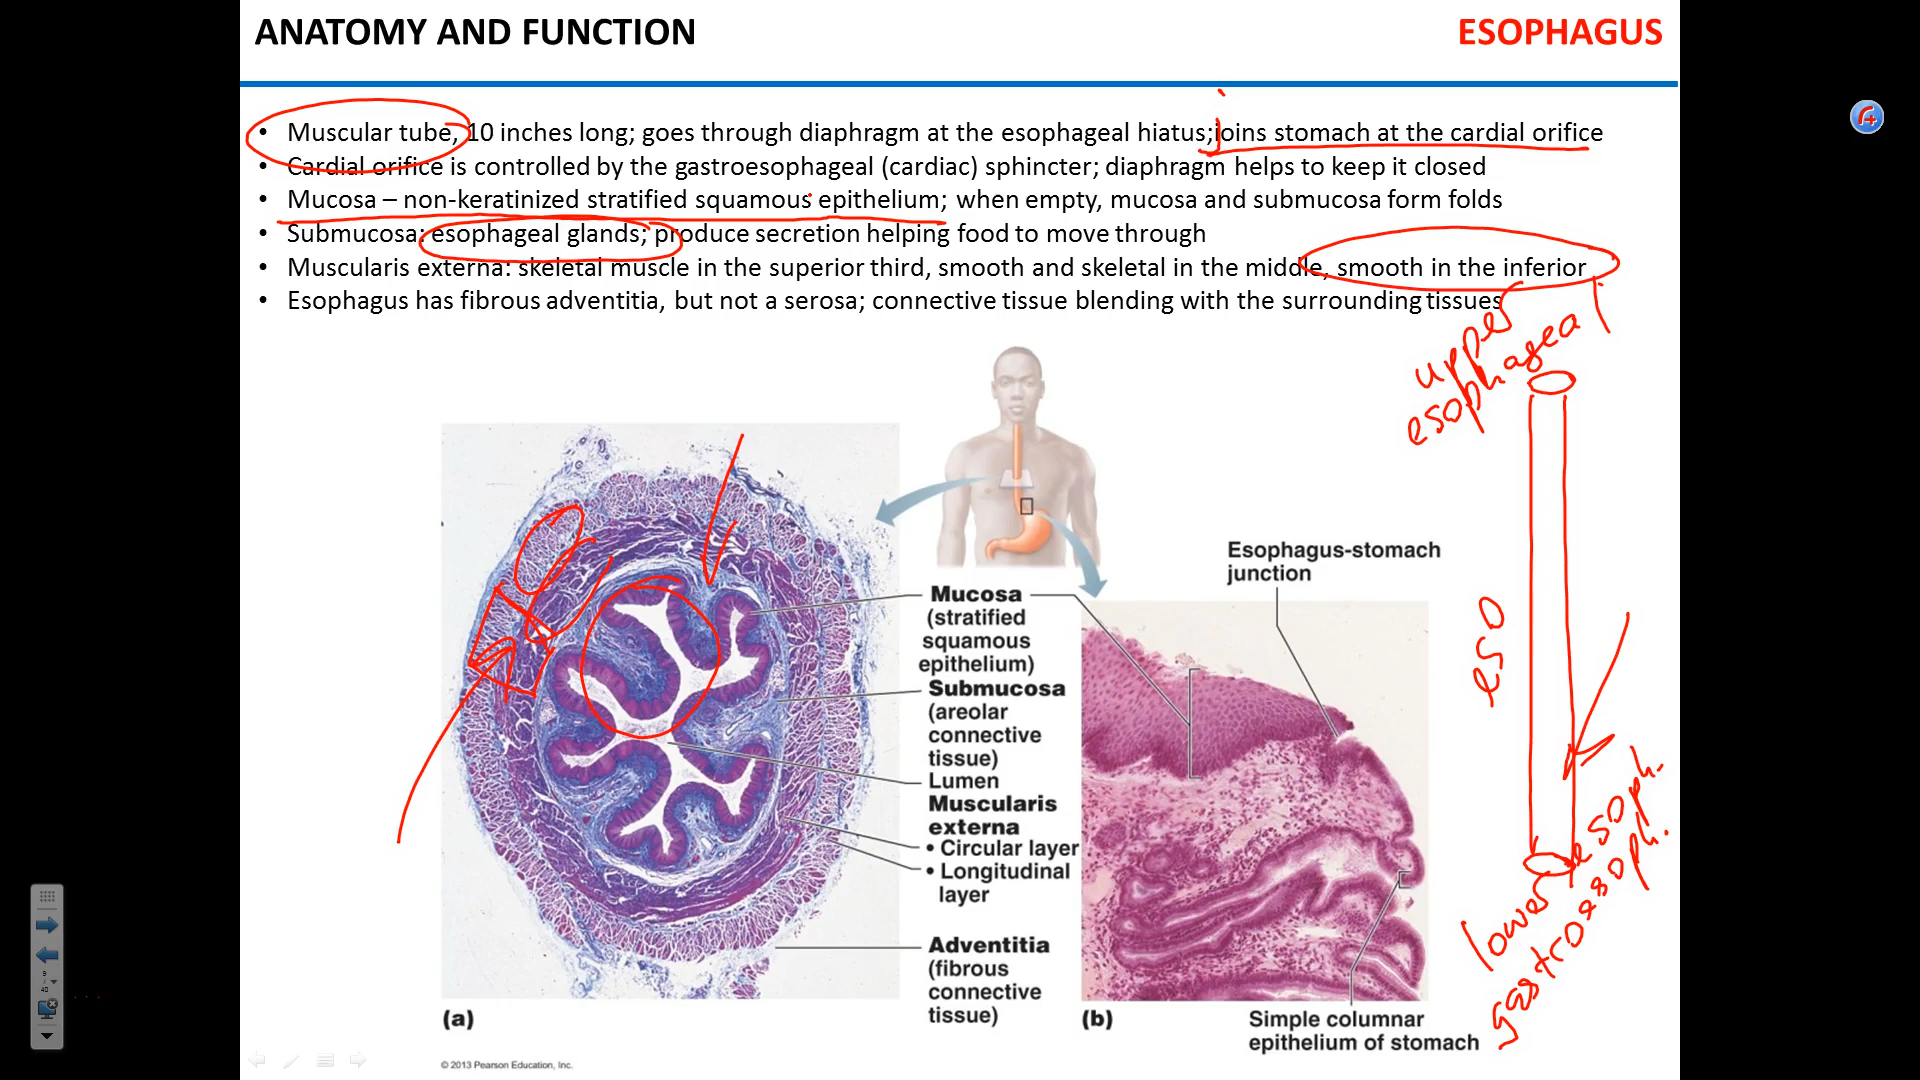 ANATOMY AND FUNCTION
ESOPHAGUS
• Muscular tube, 10 inches long; goes through diaphragm at the esophageal hiatus; joins stomach at the cardial orifice
• Cardial orifice is controlled by the gastroesophageal (cardiac) sphincter; diaphragm helps to keep it closed
• Mucosa – non-keratinized stratified squamous epithelium; when empty, mucosa and submucosa form folds
• Submucosa: esophageal glands; produce secretion helping food to move through
• Muscularis externa: skeletal muscle in the superior third, smooth and skeletal in the middle, smooth in the inferior
• Esophagus has fibrous adventitia, but not a serosa; connective tissue blending with the surrounding tissues
upper
esophageal
eso
lower esoph.
gastroesoph.
Mucosa
(stratified
squamous
epithelium)
Submucosa
(areolar
connective
tissue)
Lumen
Muscularis
externa
• Circular layer
• Longitudinal
layer
Adventitia
(fibrous
connective
tissue)
Esophagus-stomach
junction
Simple columnar
epithelium of stomach
(a)
(b)
© 2013 Pearson Education, Inc.
9
40